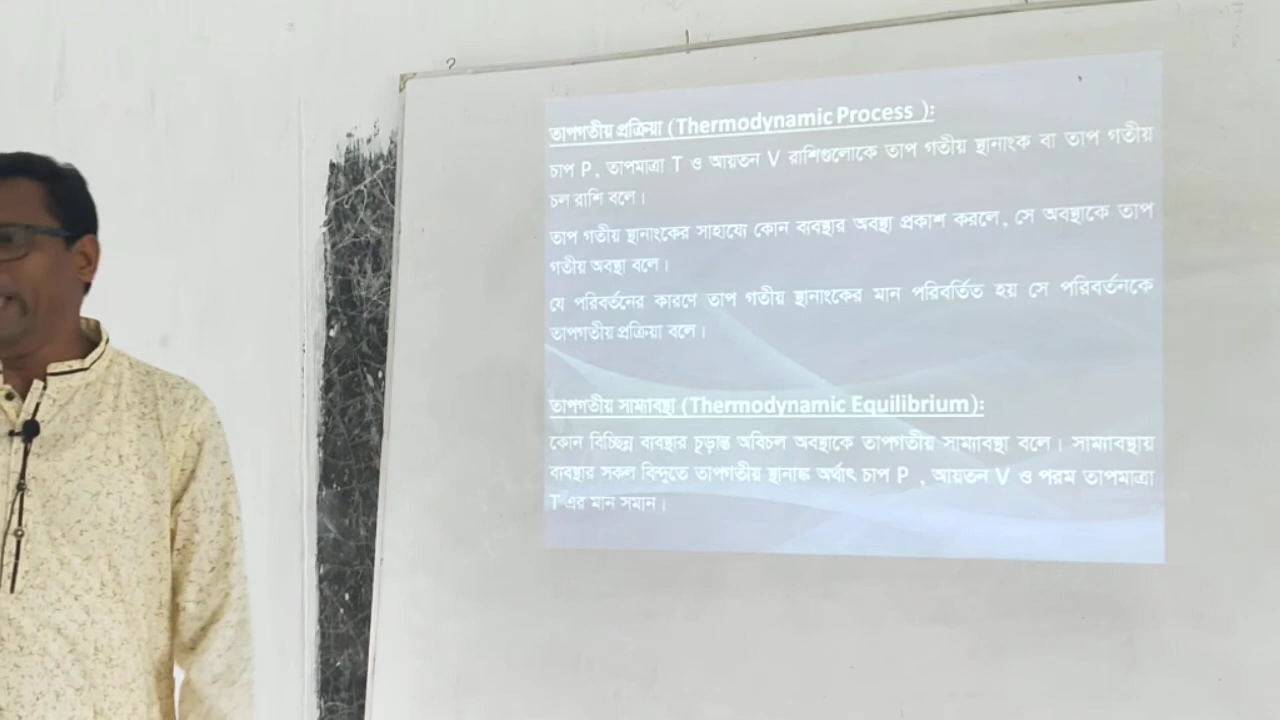 তাপগতীয় প্রক্রিয়া (Thermodynamic Process ):
চাপ P, তাপমাত্রা T ও আয়তন V রাশিগুলোকে তাপ গতীয় স্থানাংক বা তাপ গতীয়
চল রাশি বলে।
তাপ গতীয় স্থানাংকের সাহায্যে কোন ব্যবস্থার অবস্থা প্রকাশ করলে, সে অবস্থাকে তাপ
গতীয় অবস্থা বলে।
যে পরিবর্তনের কারণে তাপ গতীয় স্থানাংকের মান পরিবর্তিত হয় সে পরিবর্তনকে
তাপগতীয় প্রক্রিয়া বলে।
তাপগতীয় সাম্যাবস্থা (Thermodynamic Equilibrium):
কোন বিচ্ছিন্ন ব্যবস্থার চূড়ান্ত অবিচল অবস্থাকে তাপগতীয় সাম্যাবস্থা বলে। সাম্যাবস্থায়
ব্যবস্থার সকল বিন্দুতে তাপগতীয় স্থানাঙ্ক অর্থাৎ চাপ P , আয়তন V ও পরম তাপমাত্রা
T এর মান সমান।